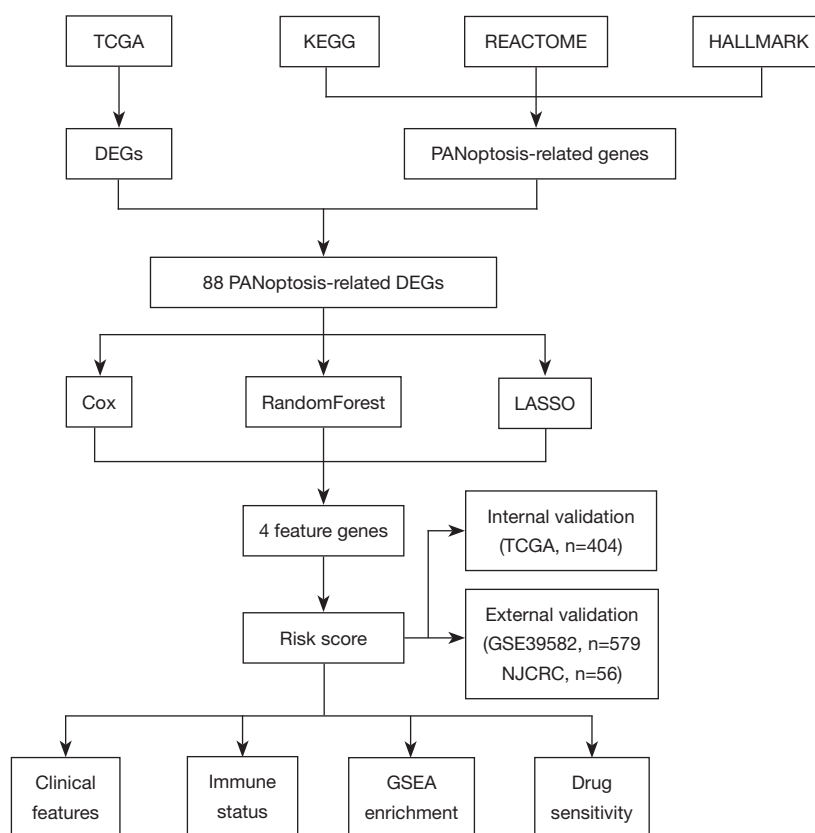 TCGA
KEGG
REACTOME
HALLMARK
DEGs
PANoptosis-related genes
88 PANoptosis-related DEGs
Cox
RandomForest
LASSO
4 feature genes
Internal validation
(TCGA, n=404)
Risk score
External validation
(GSE39582, n=579
NJCRC, n=56)
Clinical
features
Immune
status
GSEA
enrichment
Drug
sensitivity